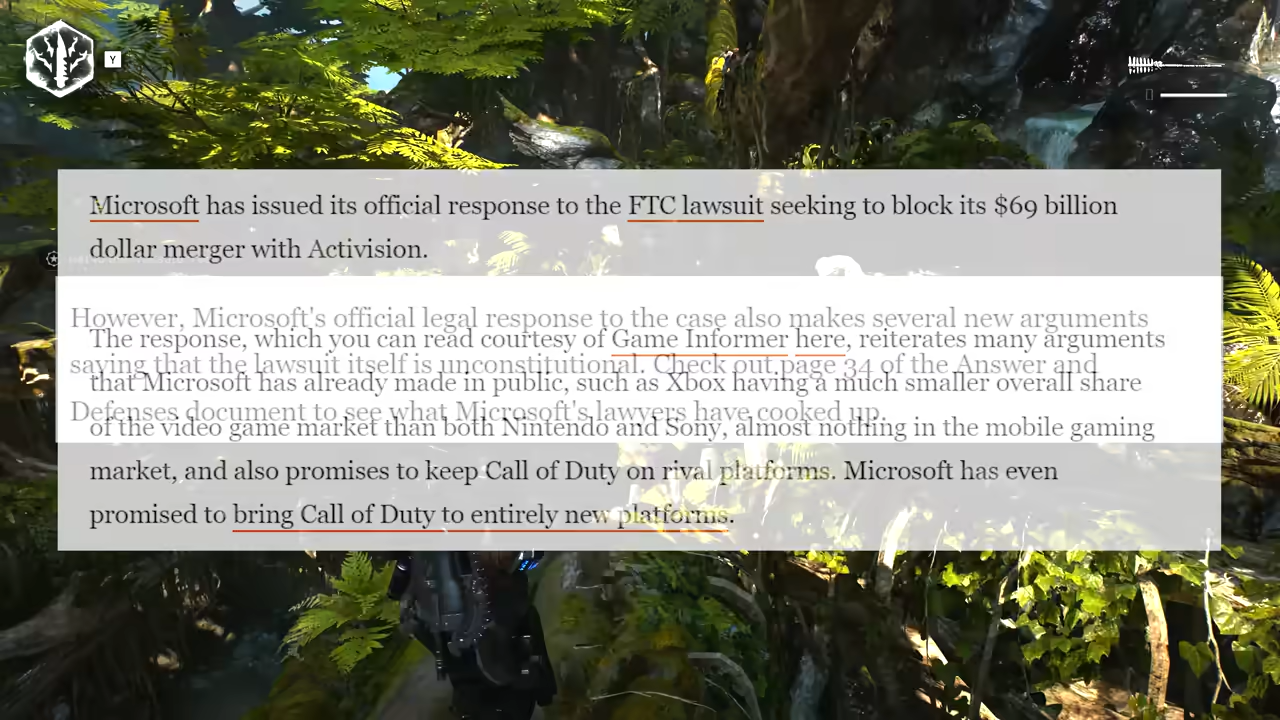 Y
Microsoft has issued its official response to the FTC lawsuit seeking to block its $69 billion
dollar merger with Activision.
However, Microsoft's official legal response to the case also makes several new arguments
The response, which you can read courtesy of Game Informer here, reiterates many arguments
saying that the lawsuit itself is unconstitutional. Check out page 34 of the Answer and
that Microsoft has already made in public, such as Xbox having a much smaller overall share
Defenses document to see what Microsoft's lawyers have cooked up.
of the video game market than both Nintendo and Sony, almost nothing in the mobile gaming
market, and also promises to keep Call of Duty on rival platforms. Microsoft has even
promised to bring Call of Duty to entirely new platforms.